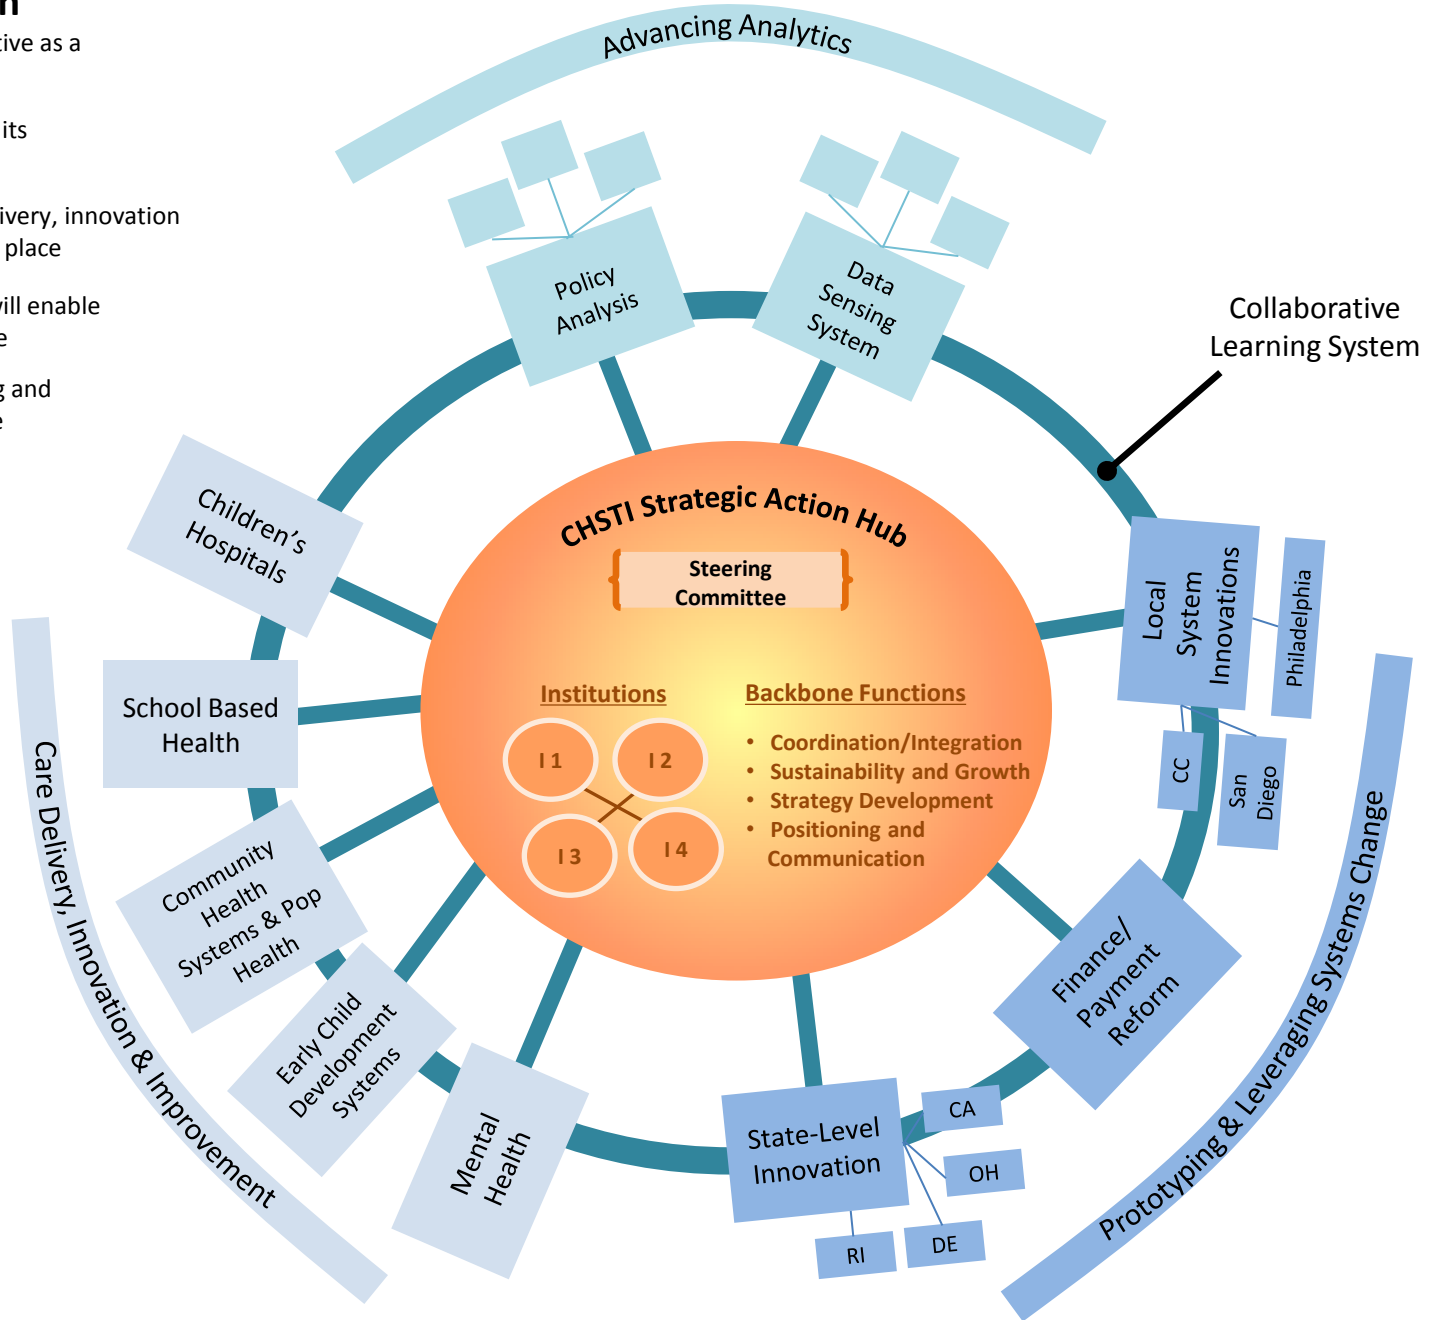 n
tive as a
its
ivery, innovation
place
will enable
e
g and
e
Advancing Analytics
Policy
Analysis
Data
Sensing
System
Collaborative
Learning System
Children’s
Hospitals
CHSTI Strategic Action Hub
Steering
Committee
Local
System
Innovations
Philadelphia
CC
San
Diego
School Based
Health
Institutions
I 1
I 2
I 3
I 4
Backbone Functions
• Coordination/Integration
• Sustainability and Growth
• Strategy Development
• Positioning and
Communication
Community
Health
Systems & Pop
Health
Early Child
Development
Systems
Mental
Health
State-Level
Innovation
CA
OH
DE
RI
Finance/
Payment
Reform
Care Delivery, Innovation & Improvement
Prototyping & Leveraging Systems Change